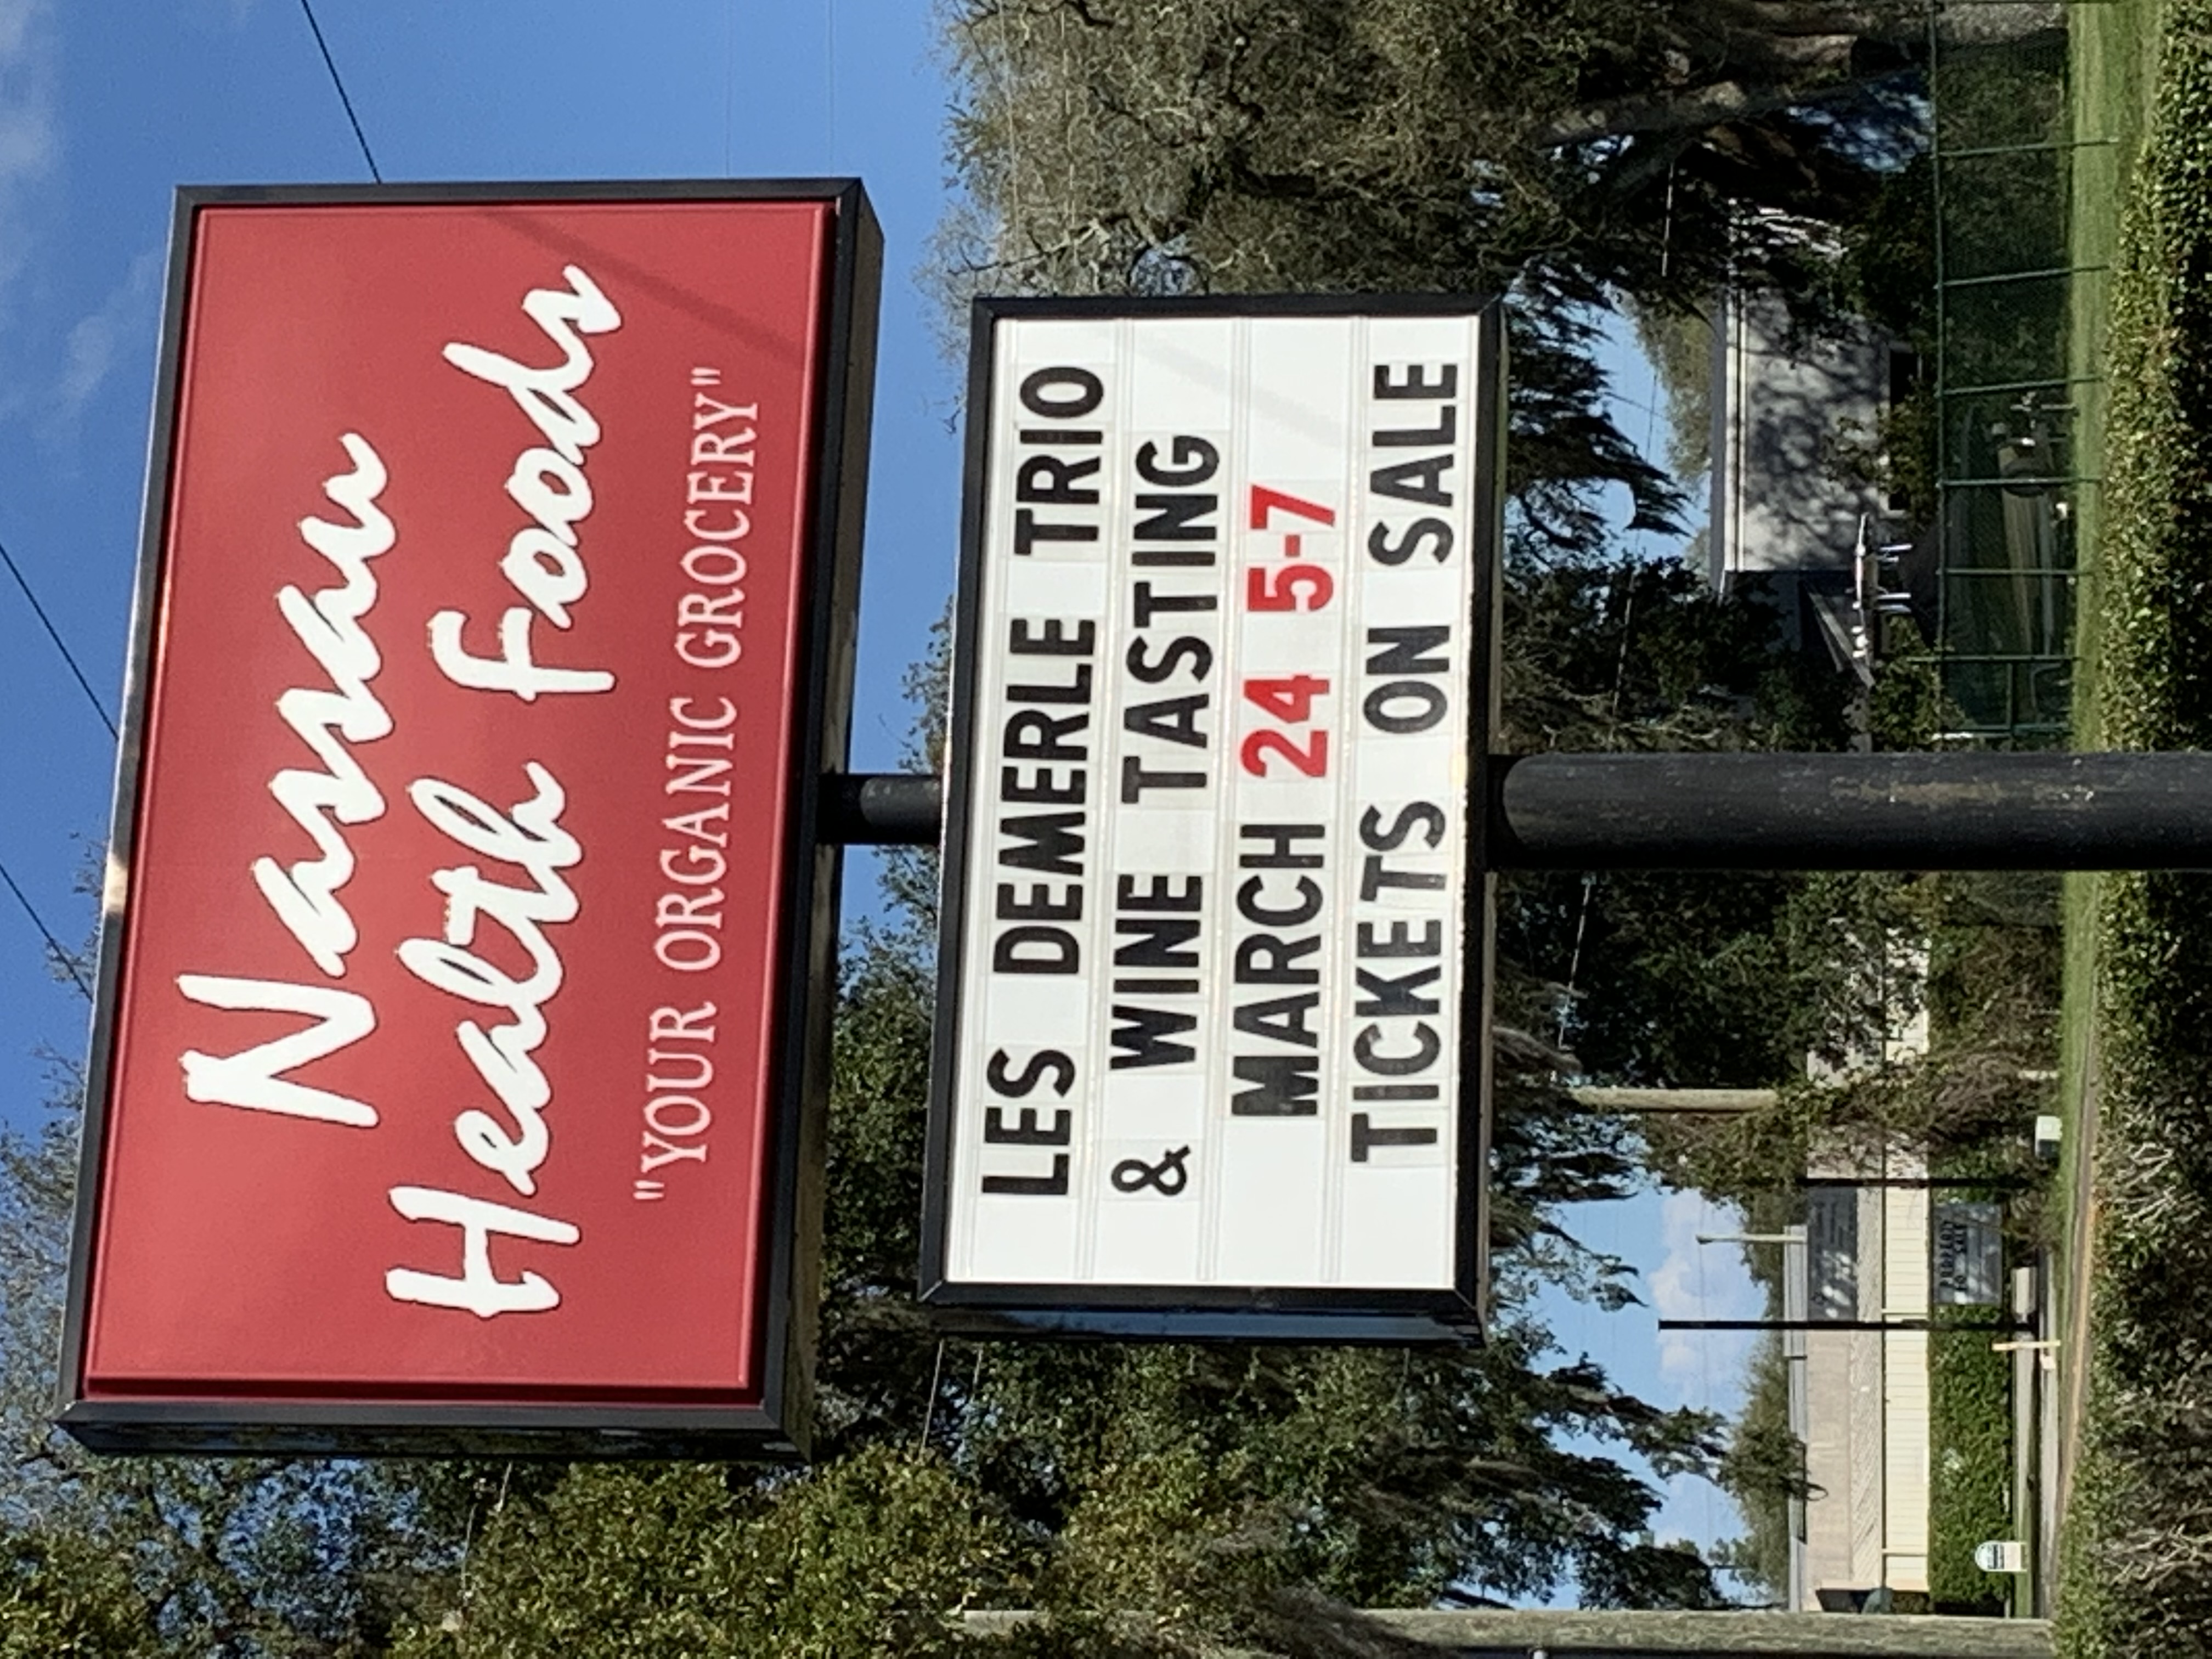 Nassau
Health Foods
"YOUR ORGANIC GROCERY"
LES DEMERLE TRIO
& WINE TASTING
MARCH 24 5-7
TICKETS ON SALE